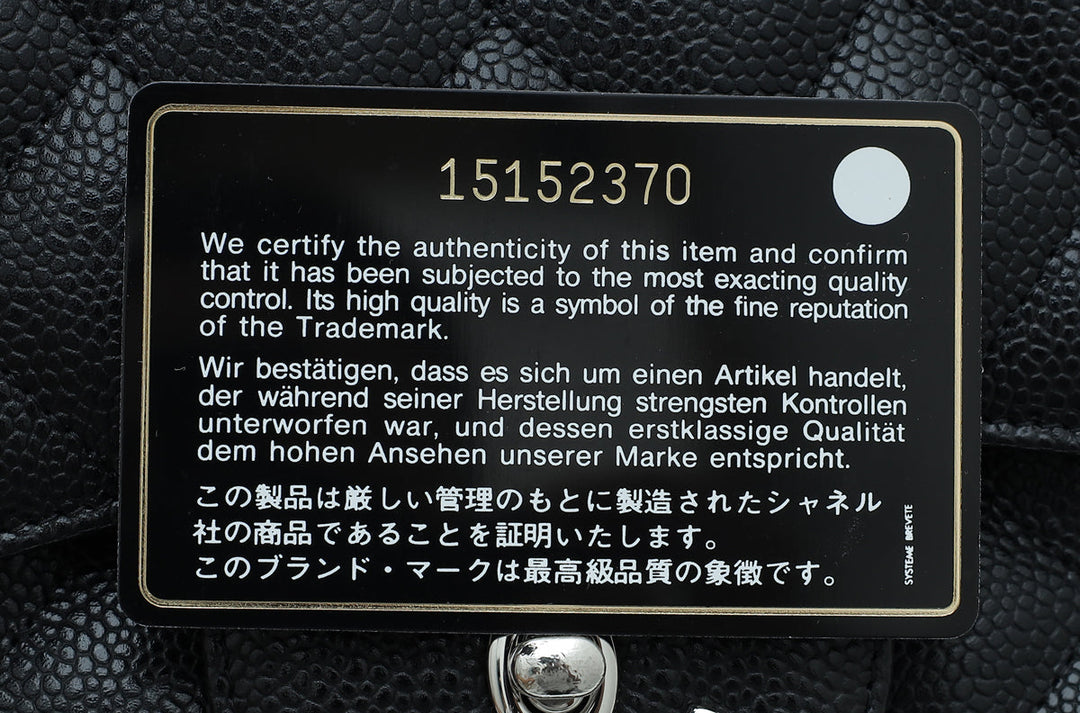 15152370
We certify the authenticity of this item and confirm
that it has been subjected to the most exacting quality
control. Its high quality is a symbol of the fine reputation
of the Trademark.
Wir bestätigen, dass es sich um einen Artikel handelt,
der während seiner Herstellung strengsten Kontrollen
unterworfen war, und dessen erstklassige Qualität
dem hohen Ansehen unserer Marke entspricht.
この製品は厳しい管理のもとに製造されたシャネル
社の商品であることを証明いたします。
このブランド・マークは最高級品質の象徴です。
SYSTEME BREVETE